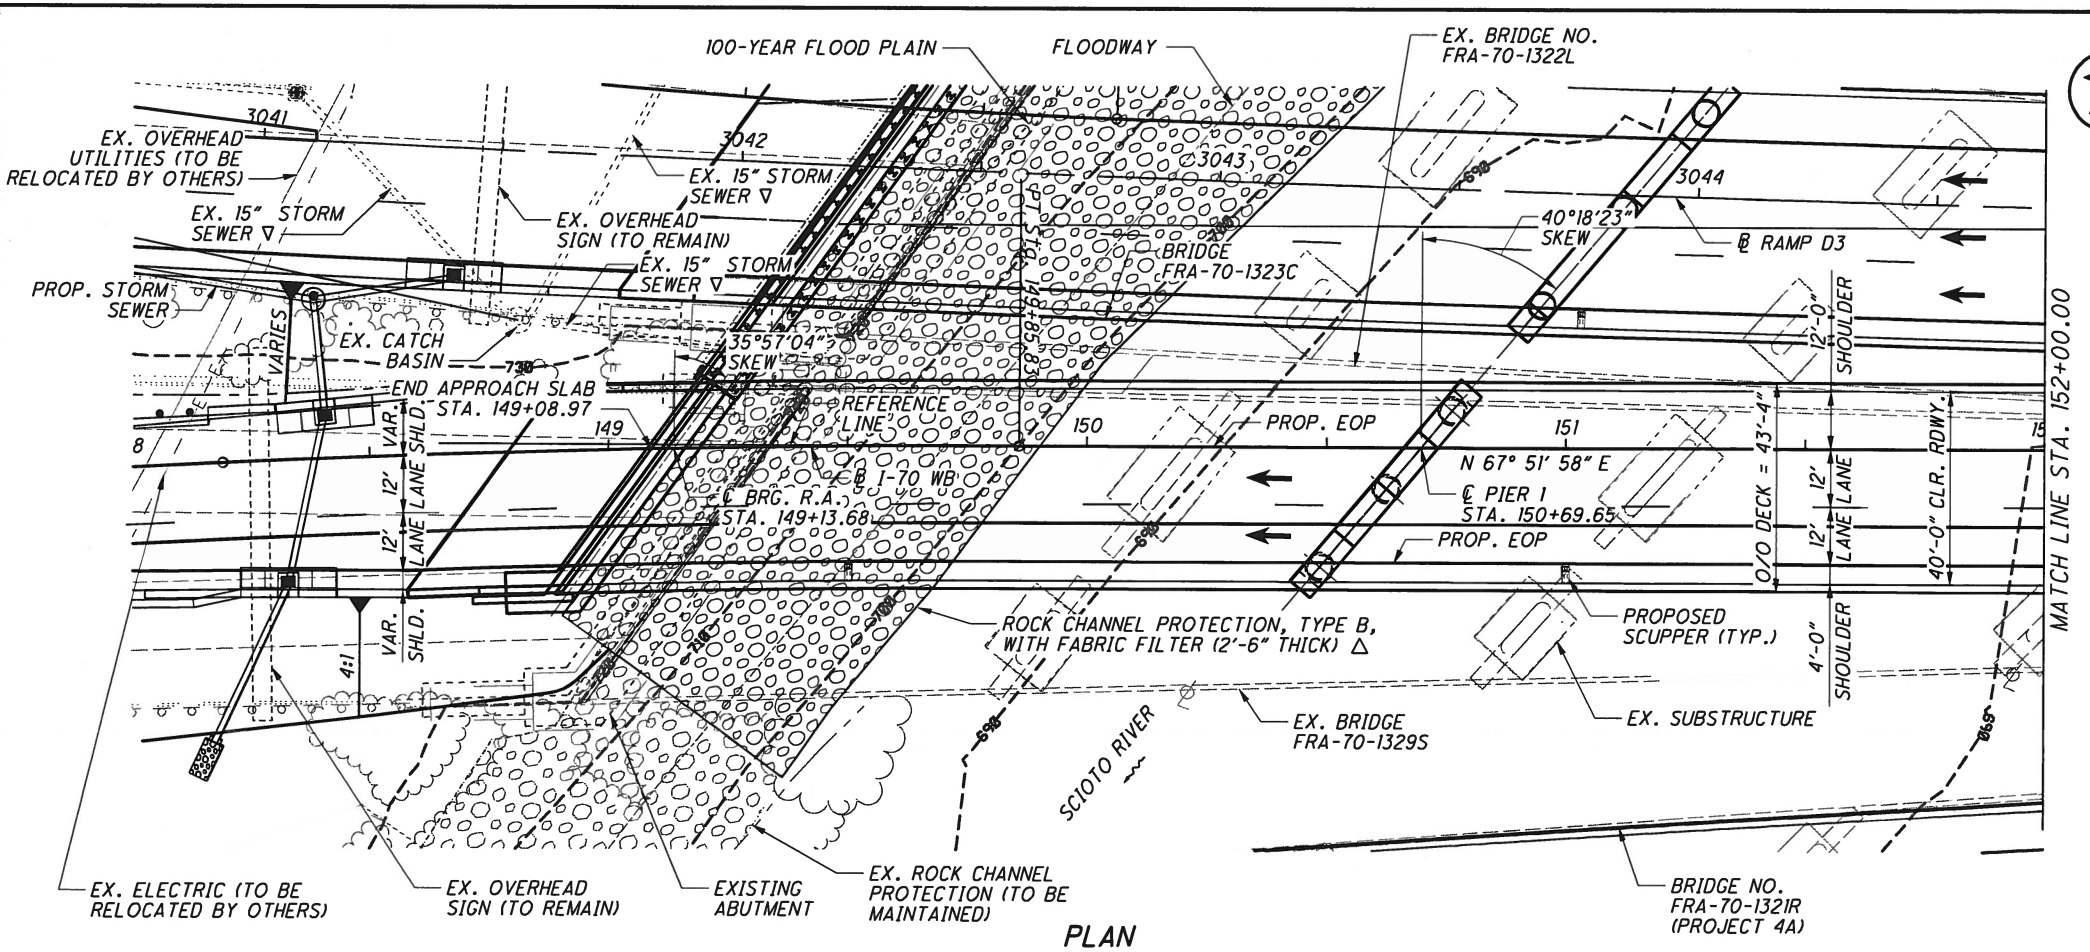 100-YEAR FLOOD PLAIN
FLOODWAY
EX. BRIDGE NO.
FRA-70-1322L
3041
EX. OVERHEAD
UTILITIES (TO BE
RELOCATED BY OTHERS)
3042
3043
3044
EX. 15" STORM
SEWER ▽
EX. 15" STORM
SEWER ▽
EX. OVERHEAD
SIGN (TO REMAIN)
EX. 15" STORM
SEWER ▽
690
700
40°18'23"
SKEW
℄ RAMP D3
BRIDGE
FRA-70-1323C
PROP. STORM
SEWER
VARIES
EX. CATCH
BASIN
730
35°57'04"
SKEW
END APPROACH SLAB
STA. 149+08.97
REFERENCE
LINE
149
150
151
15
8
PROP. EOP
N 67° 51' 58" E
℄ I-70 WB
℄ BRG. R.A.
STA. 149+13.68
℄ PIER 1
STA. 150+69.65
PROP. EOP
690
VAR.
SHLD.
12'
LANE
12'
LANE
VAR.
SHLD.
4:1
12'-0"
SHOULDER
O/O DECK = 43'-4"
12'
LANE
12'
LANE
40'-0" CLR. RDWY.
4'-0"
SHOULDER
MATCH LINE STA. 152+00.00
710
700
ROCK CHANNEL PROTECTION, TYPE B,
WITH FABRIC FILTER (2'-6" THICK) △
PROPOSED
SCUPPER (TYP.)
690
SCIOTO RIVER
EX. BRIDGE
FRA-70-1329S
EX. SUBSTRUCTURE
690
EX. ELECTRIC (TO BE
RELOCATED BY OTHERS)
EX. OVERHEAD
SIGN (TO REMAIN)
EXISTING
ABUTMENT
EX. ROCK CHANNEL
PROTECTION (TO BE
MAINTAINED)
BRIDGE NO.
FRA-70-1321R
(PROJECT 4A)
PLAN